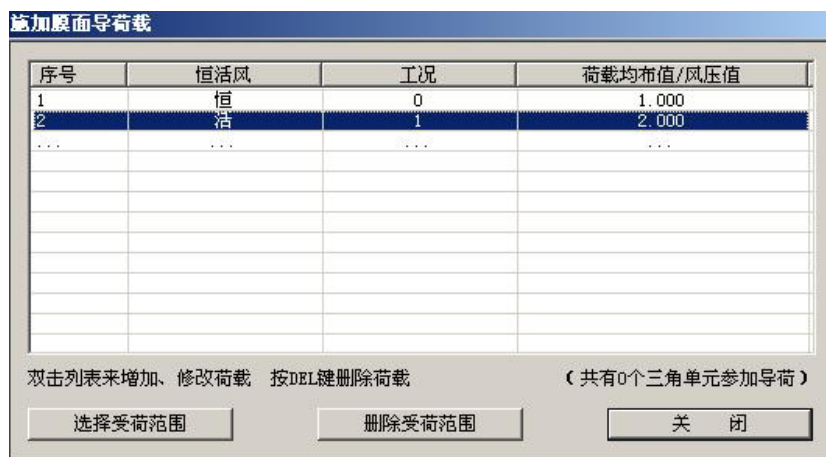 施加膜面导荷载
序号 恒活风 工况 荷载均布值/风压值
1 恒 0 1.000
2 活 1 2.000
... ... ... ...
双击列表来增加、修改荷载 按DEL键删除荷载 (共有0个三角单元参加导荷)
选择受荷范围 删除受荷范围 关 闭